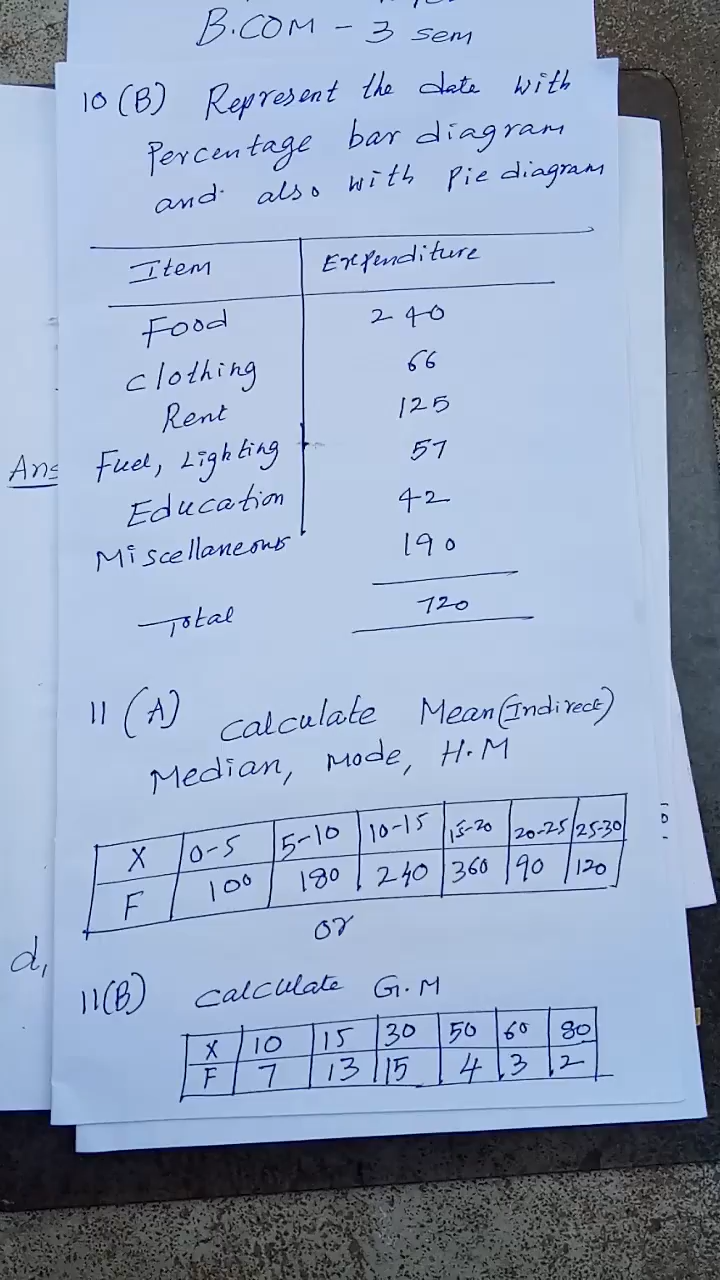 B.COM - 3 sem
10 (B) Represent the date with
Percentage bar diagram
and also with Pie diagram
Item Expenditure
Food 240
clothing 66
Rent 125
Fuel, Lighting 57
Education 42
Miscellaneous 190
Total 720
11 (A) calculate Mean (Indirect)
Median, Mode, H.M
X 0-5 5-10 10-15 15-20 20-25 25-30
F 100 180 240 360 90 120
or
11(B) calculate G.M
X 10 15 30 50 60 80
F 7 13 15 4 3 2
Ans
d,